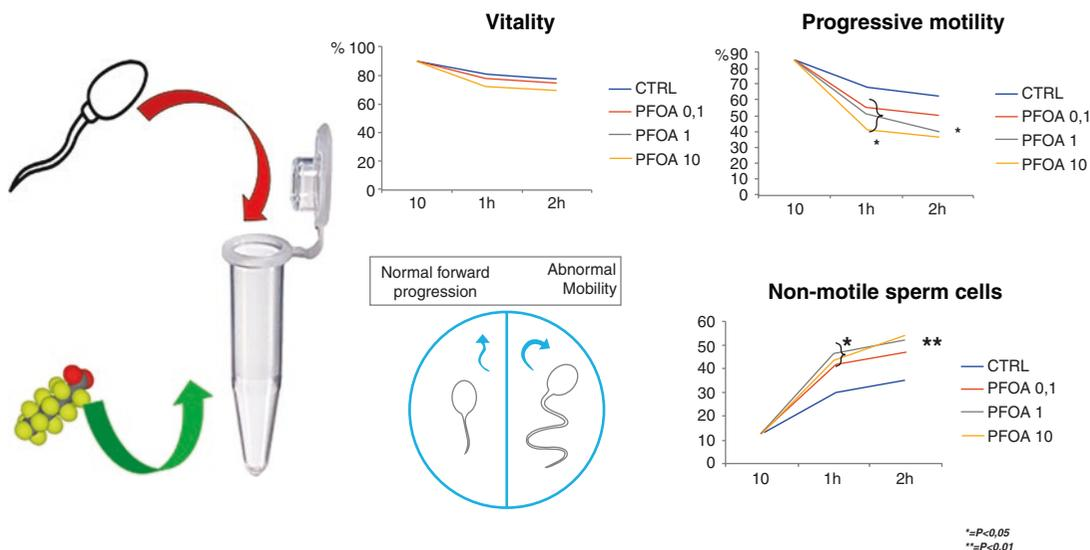 Vitality
% 100
80
60
40
20
0
10 1h 2h
CTRL
PFOA 0,1
PFOA 1
PFOA 10
Progressive motility
%90
80
70
60
50
40
30
20
10
0
*
*
10 1h 2h
CTRL
PFOA 0,1
PFOA 1
PFOA 10
Normal forward
progression
Abnormal
Mobility
Non-motile sperm cells
60
50
40
30
20
10
0
*
**
10 1h 2h
CTRL
PFOA 0,1
PFOA 1
PFOA 10
*=P<0,05
**=P<0,01